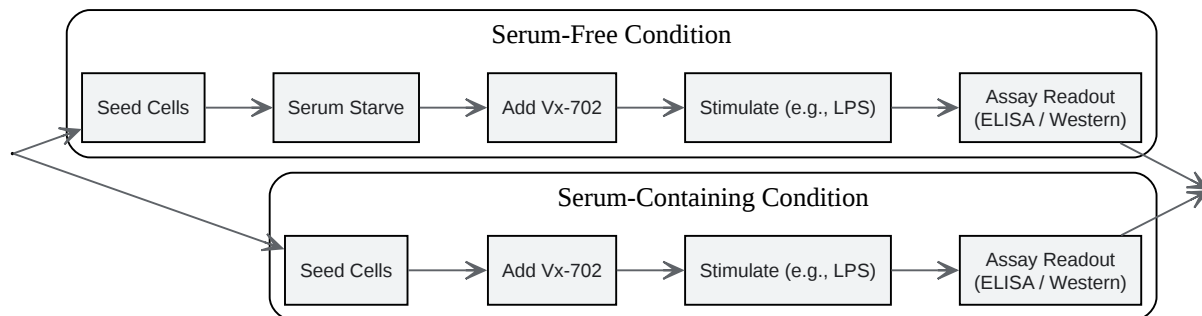 Serum-Free Condition
Seed Cells
Serum Starve
Add Vx-702
Stimulate (e.g., LPS)
Assay Readout
(ELISA / Western)
Serum-Containing Condition
Seed Cells
Add Vx-702
Stimulate (e.g., LPS)
Assay Readout
(ELISA / Western)